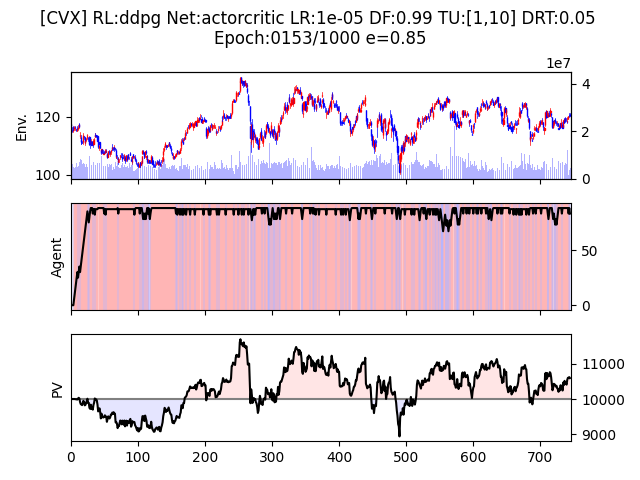 [CVX] RL:ddpg Net:actorcritic LR:1e-05 DF:0.99 TU:[1,10] DRT:0.05
Epoch:0153/1000 e=0.85
1e7
Env.
120
100
4
2
0
Agent
50
0
PV
11000
10000
9000
0 100 200 300 400 500 600 700